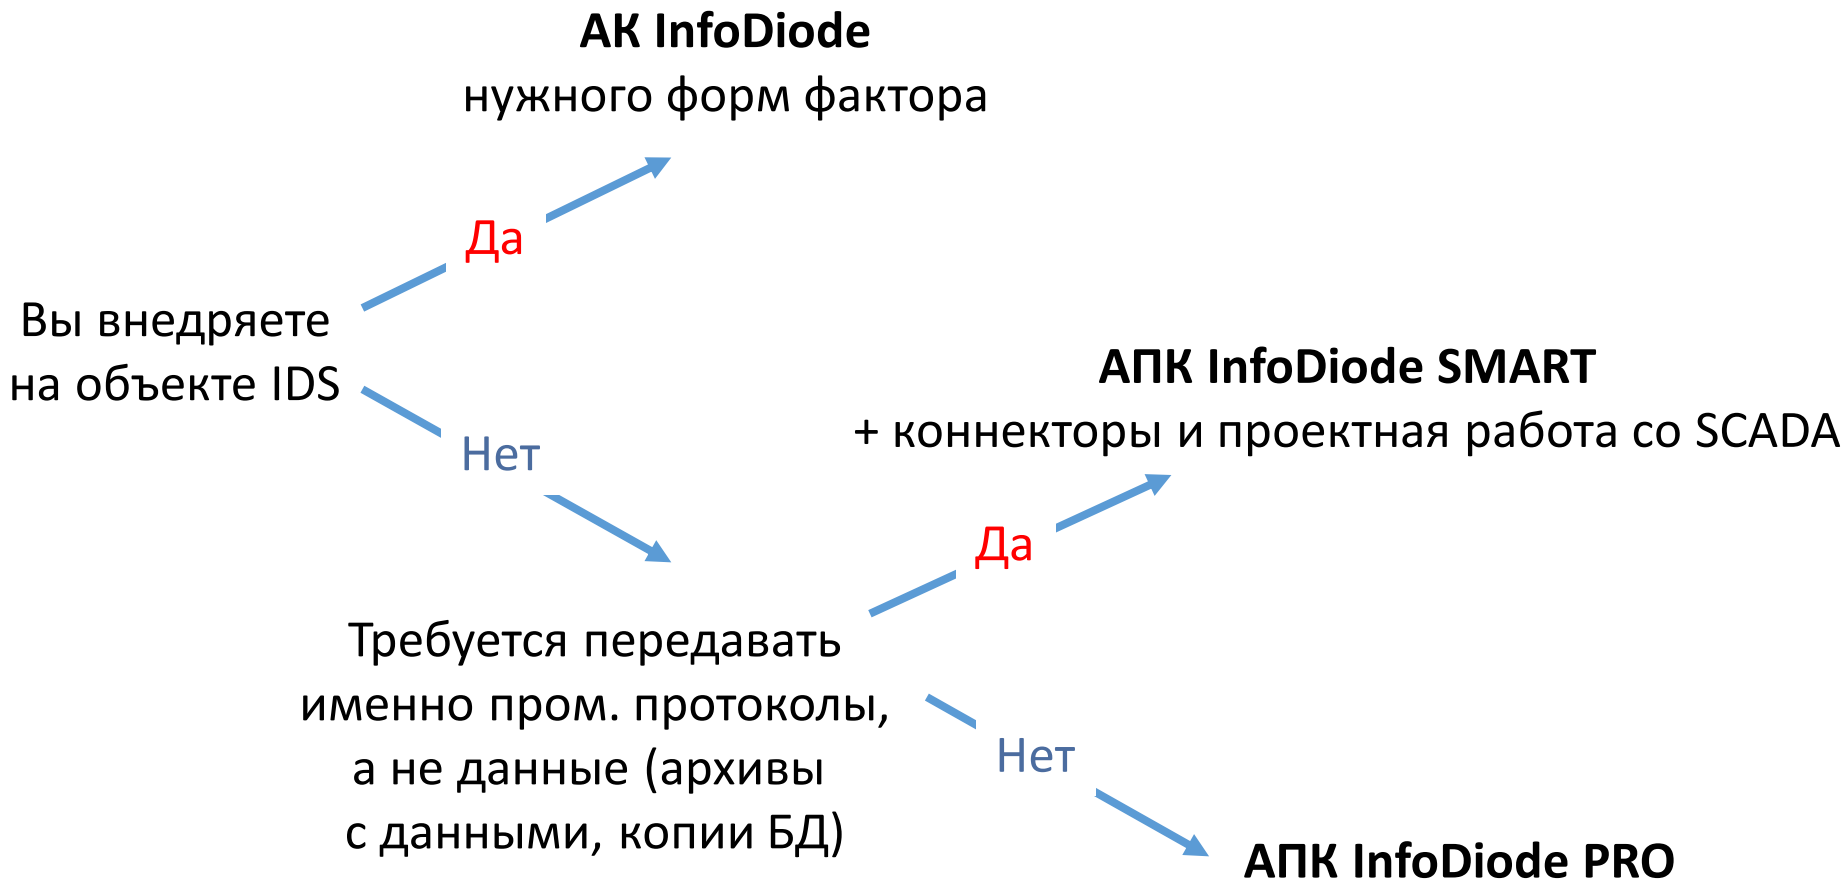 АК InfoDiode
нужного форм фактора
Да
Вы внедряете
на объекте IDS
Нет
АПК InfoDiode SMART
+ коннекторы и проектная работа со SCADA
Да
Требуется передавать
именно пром. протоколы,
а не данные (архивы
с данными, копии БД)
Нет
АПК InfoDiode PRO